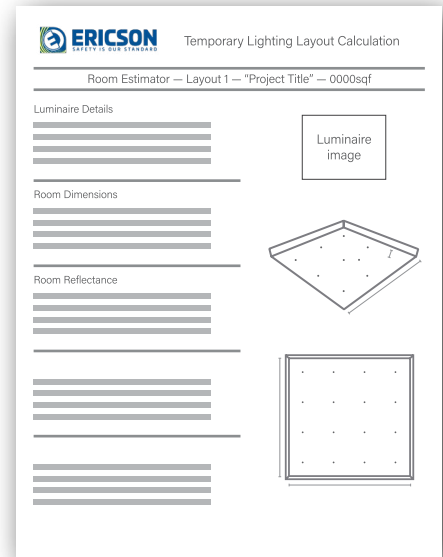 ERICSON
SAFETY IS OUR STANDARD
Temporary Lighting Layout Calculation
Room Estimator — Layout 1 — “Project Title” — 0000sqf
Luminaire Details
Luminaire
image
Room Dimensions
Room Reflectance